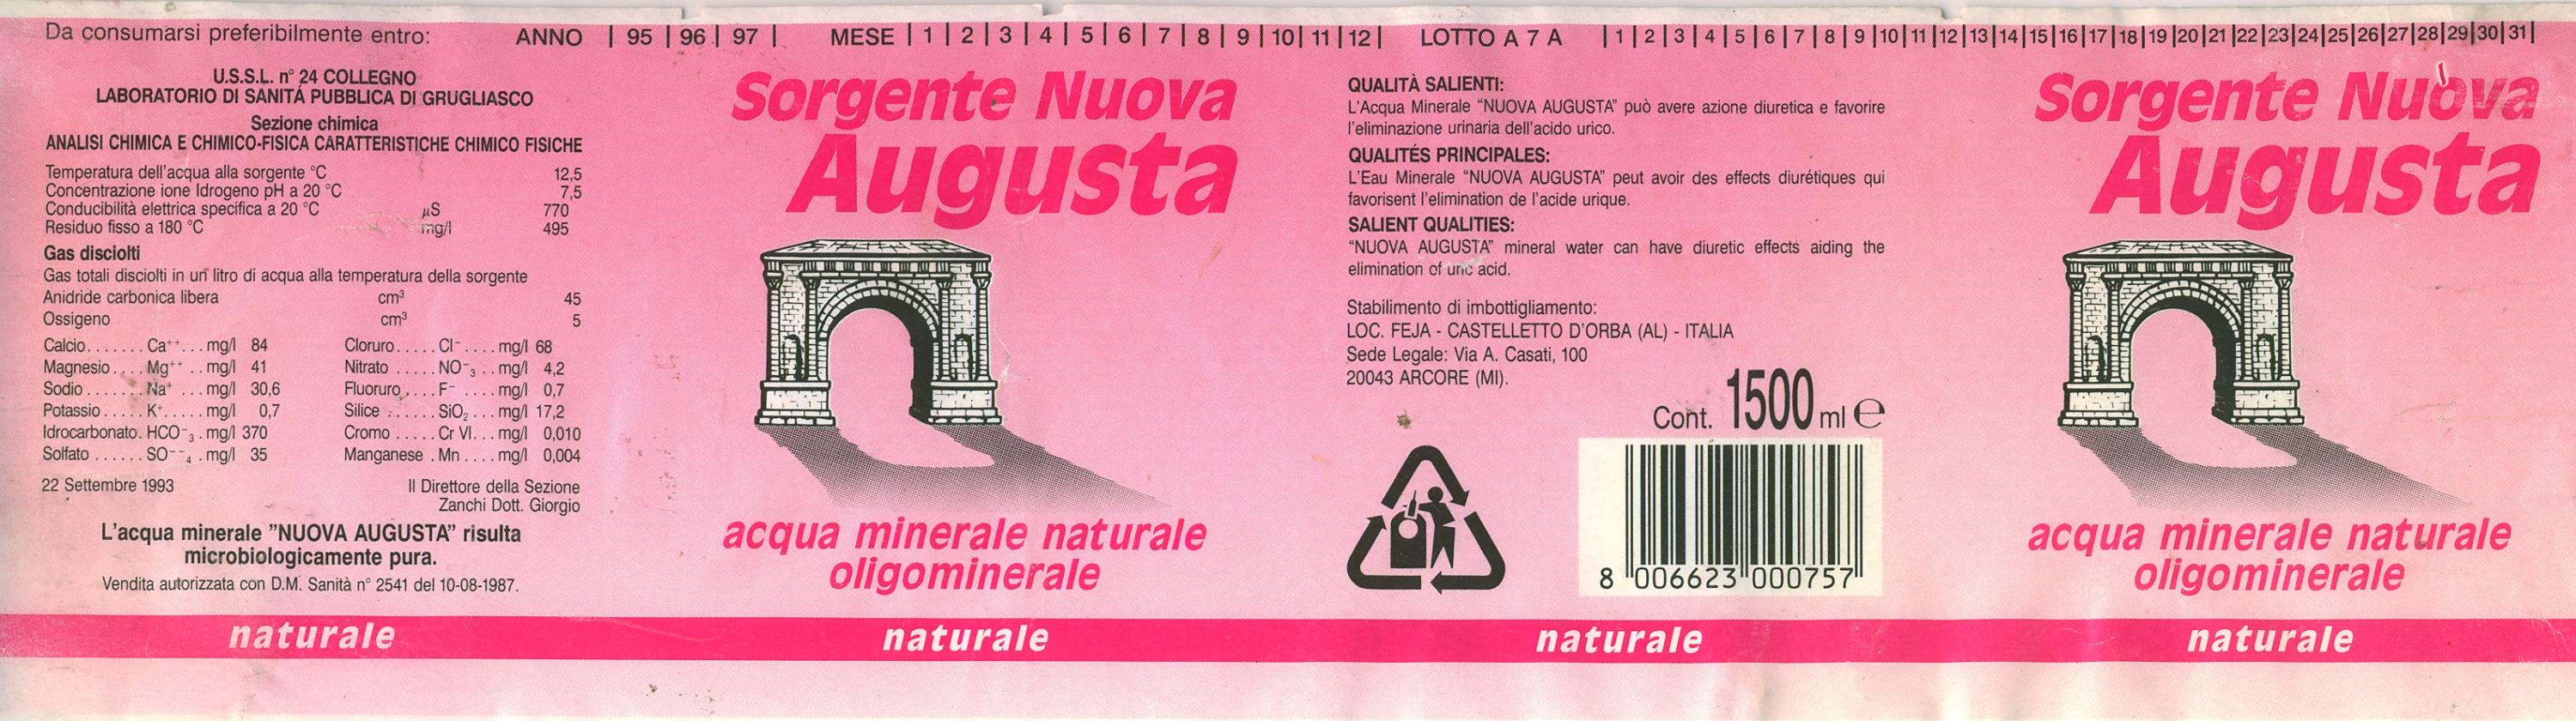 Da consumarsi preferibilmente entro: ANNO | 95 | 96 | 97 | MESE | 1 | 2 | 3 | 4 | 5 | 6 | 7 | 8 | 9 | 10 | 11 | 12 | LOTTO A 7 A | 1 | 2 | 3 | 4 | 5 | 6 | 7 | 8 | 9 | 10 | 11 | 12 | 13 | 14 | 15 | 16 | 17 | 18 | 19 | 20 | 21 | 22 | 23 | 24 | 25 | 26 | 27 | 28 | 29 | 30 | 31 |
U.S.S.L. n° 24 COLLEGNO
LABORATORIO DI SANITÁ PUBBLICA DI GRUGLIASCO
Sezione chimica
ANALISI CHIMICA E CHIMICO-FISICA CARATTERISTICHE CHIMICO FISICHE
Temperatura dell'acqua alla sorgente °C 12,5
Concentrazione ione Idrogeno pH a 20 °C 7,5
Conducibilità elettrica specifica a 20 °C µS 770
Residuo fisso a 180 °C mg/l 495
Gas disciolti
Gas totali disciolti in un litro di acqua alla temperatura della sorgente
Anidride carbonica libera cm³ 45
Ossigeno cm³ 5
Calcio....... Ca⁺⁺... mg/l 84 Cloruro..... Cl⁻.... mg/l 68
Magnesio.... Mg⁺⁺.. mg/l 41 Nitrato ..... NO⁻₃.. mg/l 4,2
Sodio....... Na⁺... mg/l 30,6 Fluoruro.... F⁻.... mg/l 0,7
Potassio.... K⁺..... mg/l 0,7 Silice ...... SiO₂... mg/l 17,2
Idrocarbonato. HCO⁻₃. mg/l 370 Cromo ..... Cr VI... mg/l 0,010
Solfato ...... SO⁻⁻₄. mg/l 35 Manganese . Mn.... mg/l 0,004
22 Settembre 1993 Il Direttore della Sezione
Zanchi Dott. Giorgio
L'acqua minerale "NUOVA AUGUSTA" risulta
microbiologicamente pura.
Vendita autorizzata con D.M. Sanità n° 2541 del 10-08-1987.
naturale
Sorgente Nuova
Augusta
acqua minerale naturale
oligominerale
naturale
QUALITÀ SALIENTI:
L'Acqua Minerale "NUOVA AUGUSTA" può avere azione diuretica e favorire
l'eliminazione urinaria dell'acido urico.
QUALITÉS PRINCIPALES:
L'Eau Minerale "NUOVA AUGUSTA" peut avoir des effects diurétiques qui
favorisent l'elimination de l'acide urique.
SALIENT QUALITIES:
"NUOVA AUGUSTA" mineral water can have diuretic effects aiding the
elimination of uric acid.
Stabilimento di imbottigliamento:
LOC. FEJA - CASTELLETTO D'ORBA (AL) - ITALIA
Sede Legale: Via A. Casati, 100
20043 ARCORE (MI).
Cont. 1500 ml e
8 006623 000757
naturale
Sorgente Nuova
Augusta
acqua minerale naturale
oligominerale
naturale